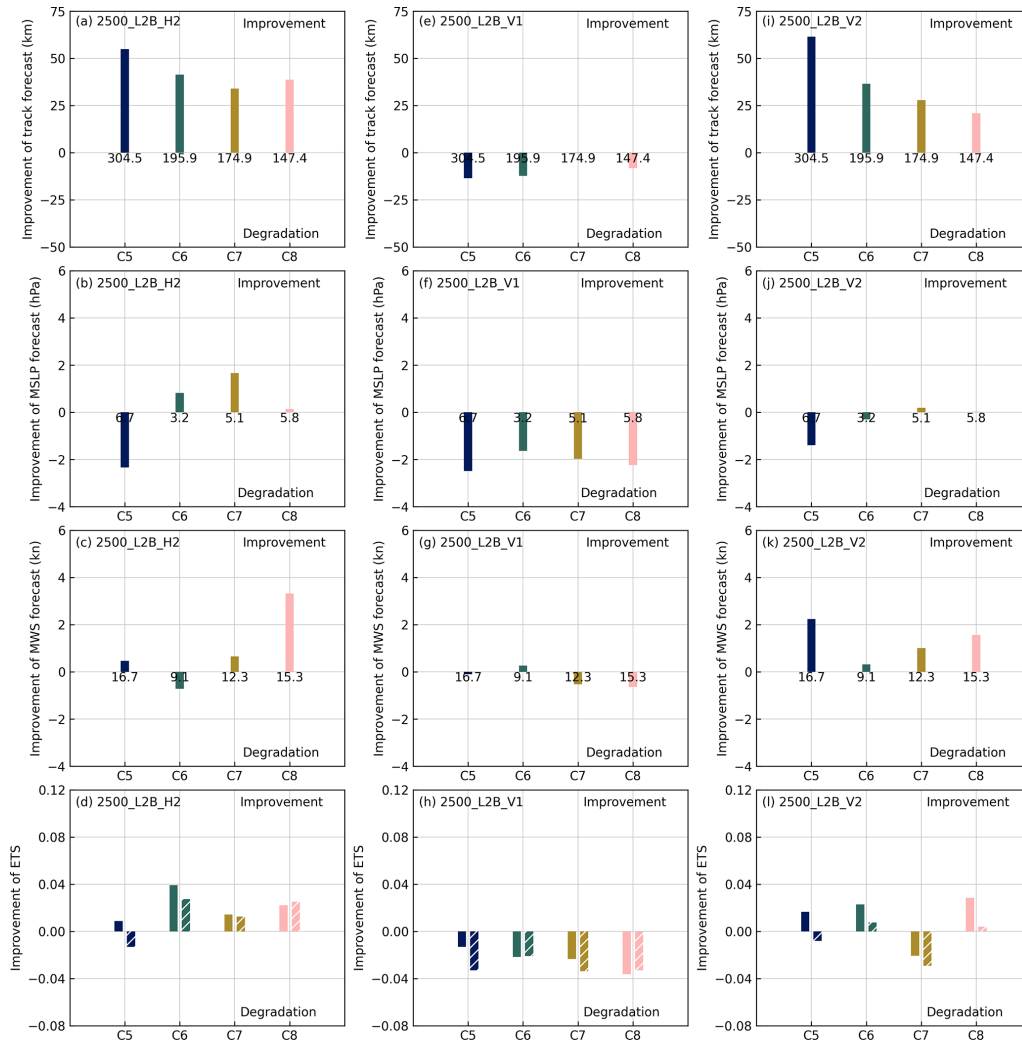 (a) 2500_L2B_H2
Improvement
Improvement of track forecast (km)
75
50
25
0
−25
−50
304.5 195.9 174.9 147.4
Degradation
C5 C6 C7 C8
(e) 2500_L2B_V1
Improvement
Improvement of track forecast (km)
75
50
25
0
−25
−50
304.5 195.9 174.9 147.4
Degradation
C5 C6 C7 C8
(i) 2500_L2B_V2
Improvement
Improvement of track forecast (km)
75
50
25
0
−25
−50
304.5 195.9 174.9 147.4
Degradation
C5 C6 C7 C8
(b) 2500_L2B_H2
Improvement
Improvement of MSLP forecast (hPa)
6
4
2
0
−2
−4
6.7 3.2 5.1 5.8
Degradation
C5 C6 C7 C8
(f) 2500_L2B_V1
Improvement
Improvement of MSLP forecast (hPa)
6
4
2
0
−2
−4
6.7 3.2 5.1 5.8
Degradation
C5 C6 C7 C8
(j) 2500_L2B_V2
Improvement
Improvement of MSLP forecast (hPa)
6
4
2
0
−2
−4
6.7 3.2 5.1 5.8
Degradation
C5 C6 C7 C8
(c) 2500_L2B_H2
Improvement
Improvement of MWS forecast (kn)
6
4
2
0
−2
−4
16.7 9.1 12.3 15.3
Degradation
C5 C6 C7 C8
(g) 2500_L2B_V1
Improvement
Improvement of MWS forecast (kn)
6
4
2
0
−2
−4
16.7 9.1 12.3 15.3
Degradation
C5 C6 C7 C8
(k) 2500_L2B_V2
Improvement
Improvement of MWS forecast (kn)
6
4
2
0
−2
−4
16.7 9.1 12.3 15.3
Degradation
C5 C6 C7 C8
(d) 2500_L2B_H2
Improvement
Improvement of ETS
0.12
0.08
0.04
0.00
−0.04
−0.08
Degradation
C5 C6 C7 C8
(h) 2500_L2B_V1
Improvement
Improvement of ETS
0.12
0.08
0.04
0.00
−0.04
−0.08
Degradation
C5 C6 C7 C8
(l) 2500_L2B_V2
Improvement
Improvement of ETS
0.12
0.08
0.04
0.00
−0.04
−0.08
Degradation
C5 C6 C7 C8